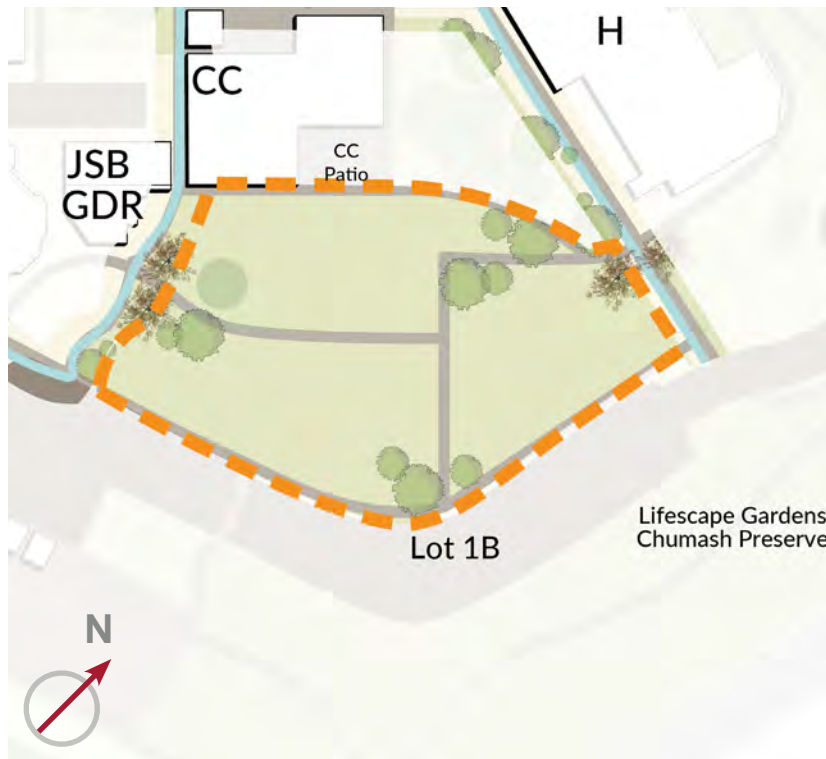 H
CC
CC
Patio
JSB
GDR
Lot 1B
Lifescape Gardens
Chumash Preserve
N